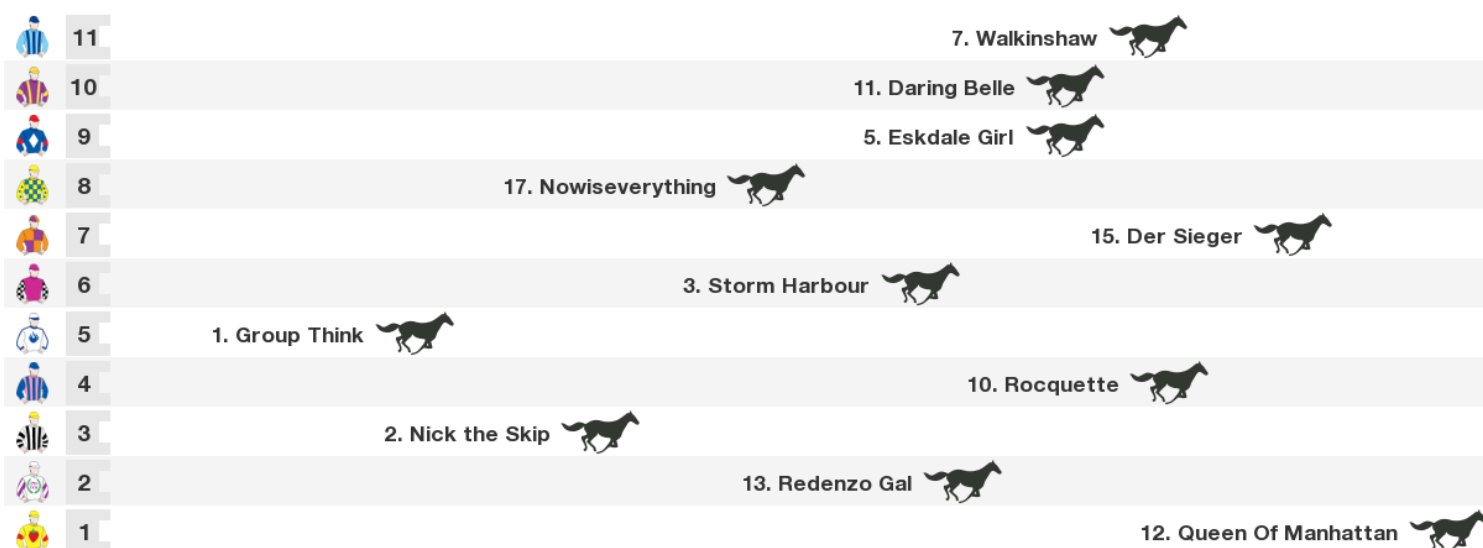 11 7. Walkinshaw
10 11. Daring Belle
9 5. Eskdale Girl
8 17. Nowiseverything
7 15. Der Sieger
6 3. Storm Harbour
5 1. Group Think
4 10. Rocquette
3 2. Nick the Skip
2 13. Redenzo Gal
1 12. Queen Of Manhattan